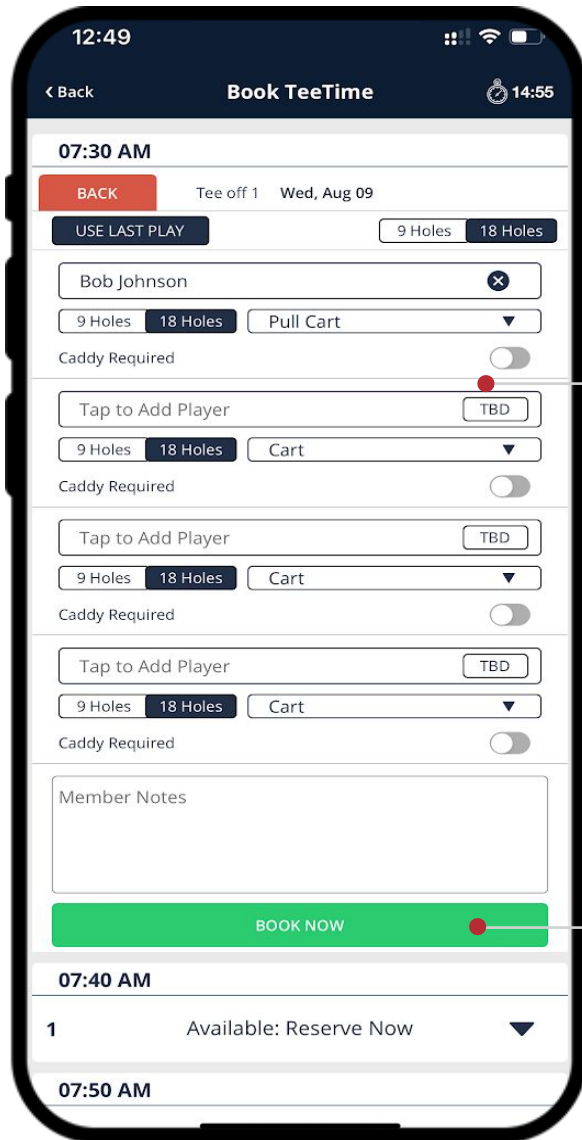 12:49
Back Book TeeTime 14:55
07:30 AM
BACK Tee off 1 Wed, Aug 09
USE LAST PLAY 9 Holes 18 Holes
Bob Johnson
9 Holes 18 Holes Pull Cart
Caddy Required
Tap to Add Player TBD
9 Holes 18 Holes Cart
Caddy Required
Tap to Add Player TBD
9 Holes 18 Holes Cart
Caddy Required
Tap to Add Player TBD
9 Holes 18 Holes Cart
Caddy Required
Member Notes
BOOK NOW
07:40 AM
1 Available: Reserve Now
07:50 AM